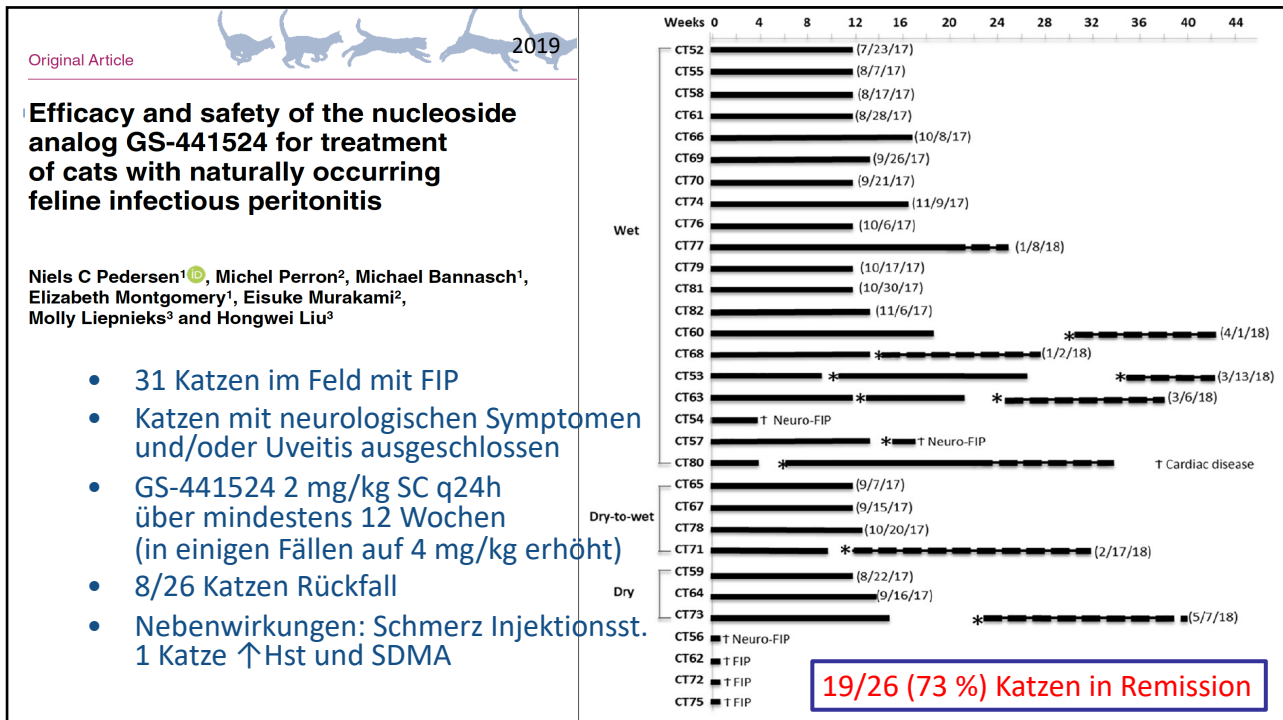 2019
Original Article
Efficacy and safety of the nucleoside
analog GS-441524 for treatment
of cats with naturally occurring
feline infectious peritonitis
Niels C Pedersen¹ iD, Michel Perron², Michael Bannasch¹,
Elizabeth Montgomery¹, Eisuke Murakami²,
Molly Liepnieks³ and Hongwei Liu³
• 31 Katzen im Feld mit FIP
• Katzen mit neurologischen Symptomen
und/oder Uveitis ausgeschlossen
• GS-441524 2 mg/kg SC q24h
über mindestens 12 Wochen
(in einigen Fällen auf 4 mg/kg erhöht)
• 8/26 Katzen Rückfall
• Nebenwirkungen: Schmerz Injektionsst.
1 Katze ↑Hst und SDMA
Weeks 0 4 8 12 16 20 24 28 32 36 40 44
Wet
CT52 (7/23/17)
CT55 (8/7/17)
CT58 (8/17/17)
CT61 (8/28/17)
CT66 (10/8/17)
CT69 (9/26/17)
CT70 (9/21/17)
CT74 (11/9/17)
CT76 (10/6/17)
CT77 (1/8/18)
CT79 (10/17/17)
CT81 (10/30/17)
CT82 (11/6/17)
CT60 * (4/1/18)
CT68 * (1/2/18)
CT53 * * (3/13/18)
CT63 * * (3/6/18)
CT54 † Neuro-FIP
CT57 * † Neuro-FIP
CT80 * † Cardiac disease
Dry-to-wet
CT65 (9/7/17)
CT67 (9/15/17)
CT78 (10/20/17)
CT71 * (2/17/18)
Dry
CT59 (8/22/17)
CT64 (9/16/17)
CT73 * (5/7/18)
CT56 † Neuro-FIP
CT62 † FIP
CT72 † FIP
CT75 † FIP
19/26 (73 %) Katzen in Remission